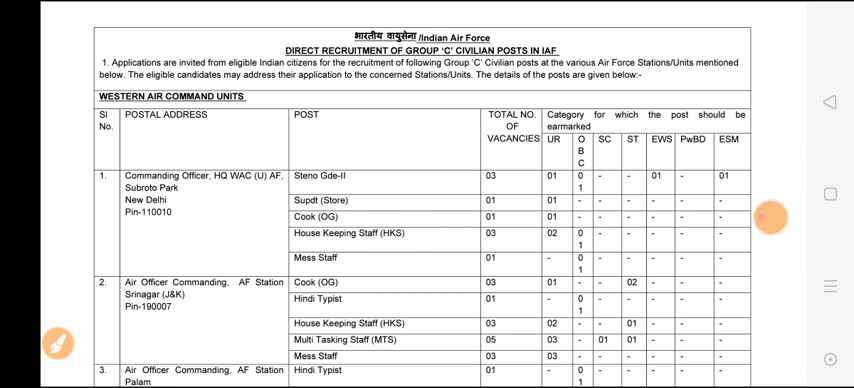 भारतीय वायुसेना /Indian Air Force
DIRECT RECRUITMENT OF GROUP 'C' CIVILIAN POSTS IN IAF
1. Applications are invited from eligible Indian citizens for the recruitment of following Group 'C' Civilian posts at the various Air Force Stations/Units mentioned
below. The eligible candidates may address their application to the concerned Stations/Units. The details of the posts are given below:-
WESTERN AIR COMMAND UNITS
Sl No. POSTAL ADDRESS POST TOTAL NO. OF VACANCIES Category for which the post should be earmarked
UR OBC SC ST EWS PwBD ESM
1. Commanding Officer, HQ WAC (U) AF, Steno Gde-II 03 01 01 - - 01 - 01
Subroto Park
New Delhi Supdt (Store) 01 01 - - - - - -
Pin-110010 Cook (OG) 01 01 - - - - - -
House Keeping Staff (HKS) 03 02 01 - - - - -
Mess Staff 01 - 01 - - - - -
2. Air Officer Commanding, AF Station Cook (OG) 03 01 - - 02 - - -
Srinagar (J&K) Hindi Typist 01 - 01 - - - - -
Pin-190007
House Keeping Staff (HKS) 03 02 - - 01 - - -
Multi Tasking Staff (MTS) 05 03 - 01 01 - - -
Mess Staff 03 03 - - - - - -
3. Air Officer Commanding, AF Station Hindi Typist 01 - 01 - - - - -
Palam